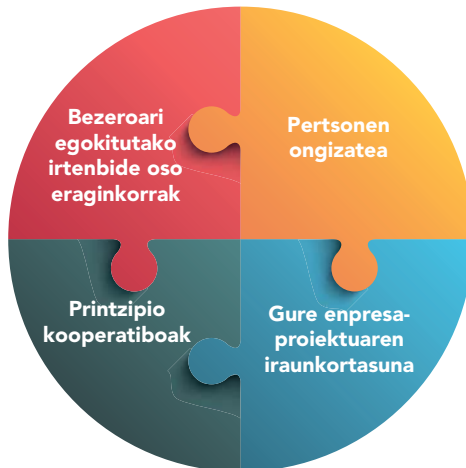 Bezeroari
egokitutako
irtenbide oso
eraginkorrak
Pertsonen
ongizatea
Printzipio
kooperatiboak
Gure enpresa-
proiektuaren
iraunkortasuna